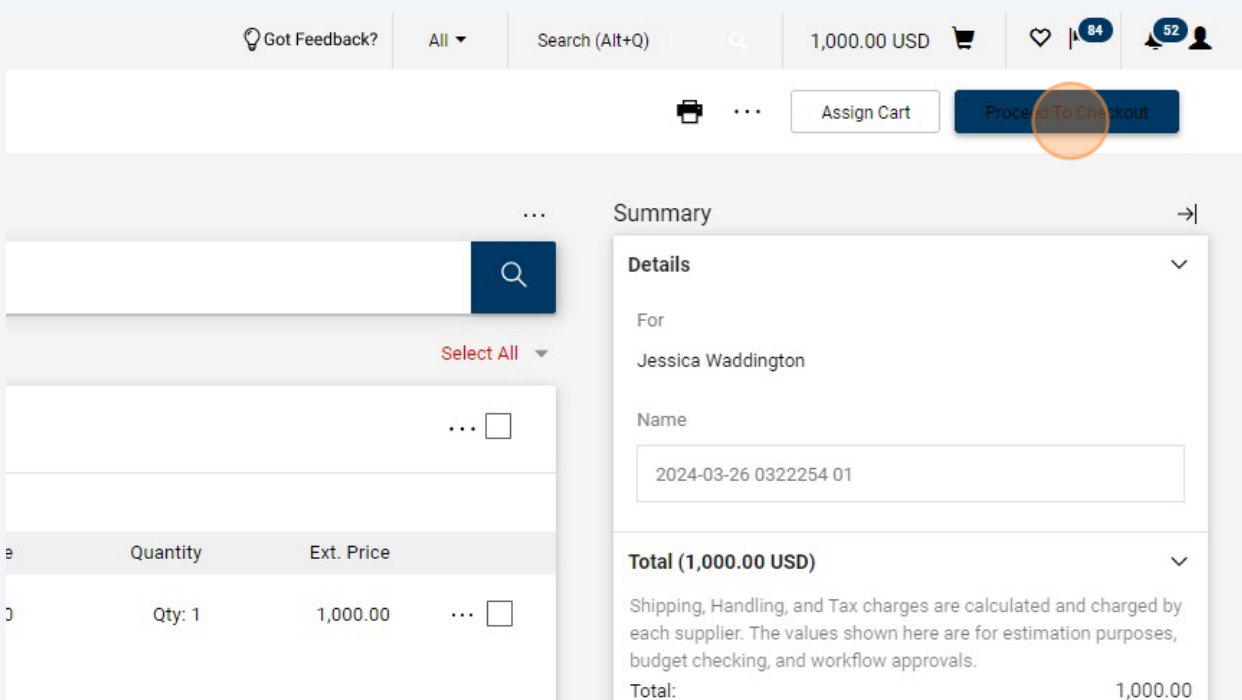 Got Feedback?
All
Search (Alt+Q)
1,000.00 USD
84
52
Assign Cart
Proceed To Checkout
Summary
Details
For
Select All
Jessica Waddington
Name
2024-03-26 0322254 01
Quantity
Ext. Price
Total (1,000.00 USD)
Qty: 1
1,000.00
Shipping, Handling, and Tax charges are calculated and charged by
each supplier. The values shown here are for estimation purposes,
budget checking, and workflow approvals.
Total:
1,000.00